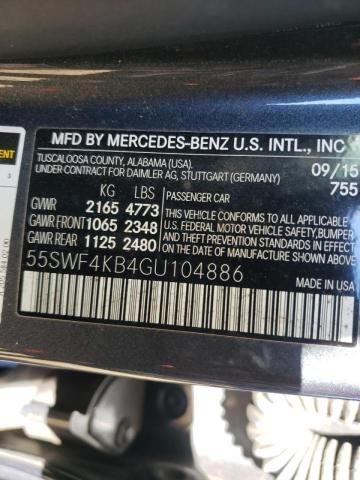 MFD BY MERCEDES-BENZ U.S. INTL., INC
TUSCALOOSA COUNTY, ALABAMA (USA).
UNDER CONTRACT FOR DAIMLER AG, STUTTGART (GERMANY)
09/15
755
KG LBS
GVWR 2165 4773
GAWR FRONT 1065 2348
GAWR REAR 1125 2480
PASSENGER CAR
THIS VEHICLE CONFORMS TO ALL APPLICABLE
U.S. FEDERAL MOTOR VEHICLE SAFETY, BUMPER,
AND THEFT PREVENTION STANDARDS IN EFFECT ON THE
DATE OF MANUFACTURE SHOWN ABOVE.
55SWF4KB4GU104886
MADE IN USA
3